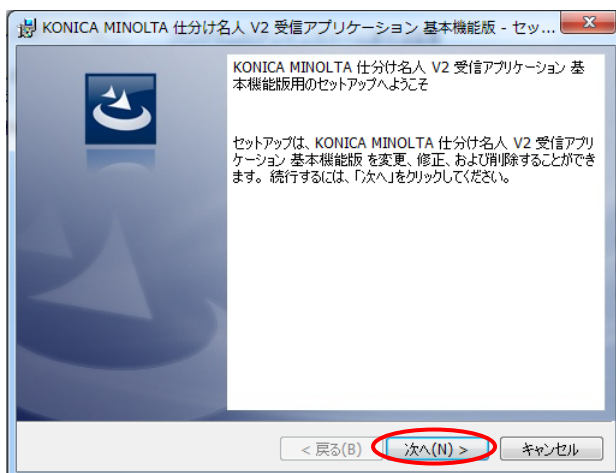 KONICA MINOLTA 仕分け名人 V2 受信アプリケーション 基本機能版 - セッ...
KONICA MINOLTA 仕分け名人 V2 受信アプリケーション 基
本機能版用のセットアップへようこそ
セットアップは、KONICA MINOLTA 仕分け名人 V2 受信アプリ
ケーション 基本機能版 を変更、修正、および削除することができ
ます。続行するには、「次へ」をクリックしてください。
< 戻る(B) 次へ(N) > キャンセル